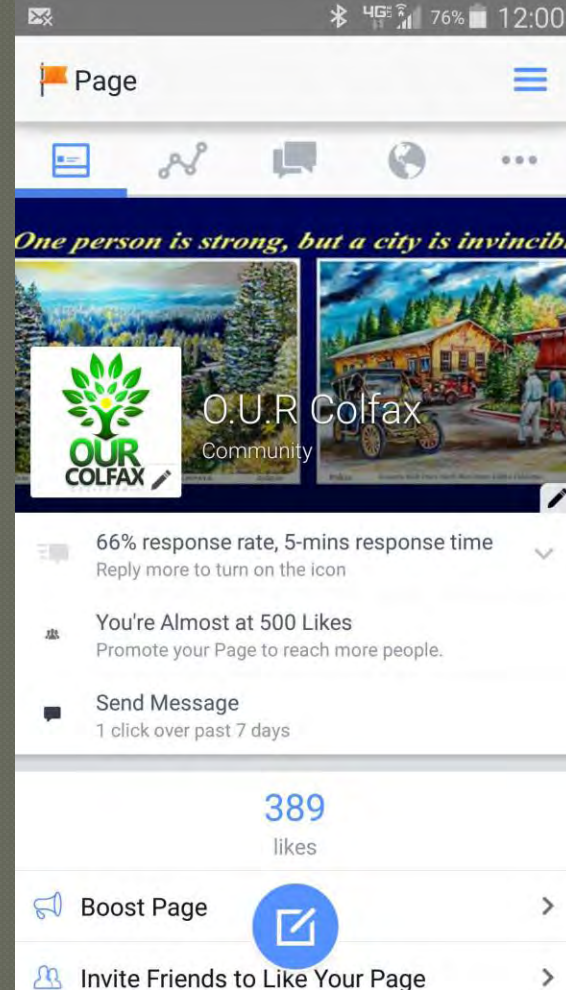 4G 76% 12:00
Page
One person is strong, but a city is invincib
O.U.R Colfax
Community
OUR
COLFAX
66% response rate, 5-mins response time
Reply more to turn on the icon
You're Almost at 500 Likes
Promote your Page to reach more people.
Send Message
1 click over past 7 days
389
likes
Boost Page
Invite Friends to Like Your Page